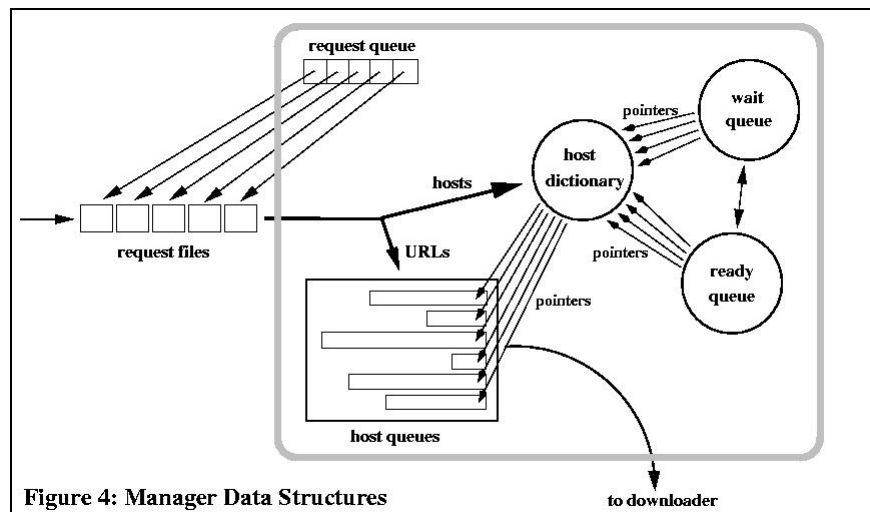 request queue
wait
queue
pointers
host
dictionary
hosts
request files
URLs
pointers
ready
queue
pointers
host queues
Figure 4: Manager Data Structures
to downloader